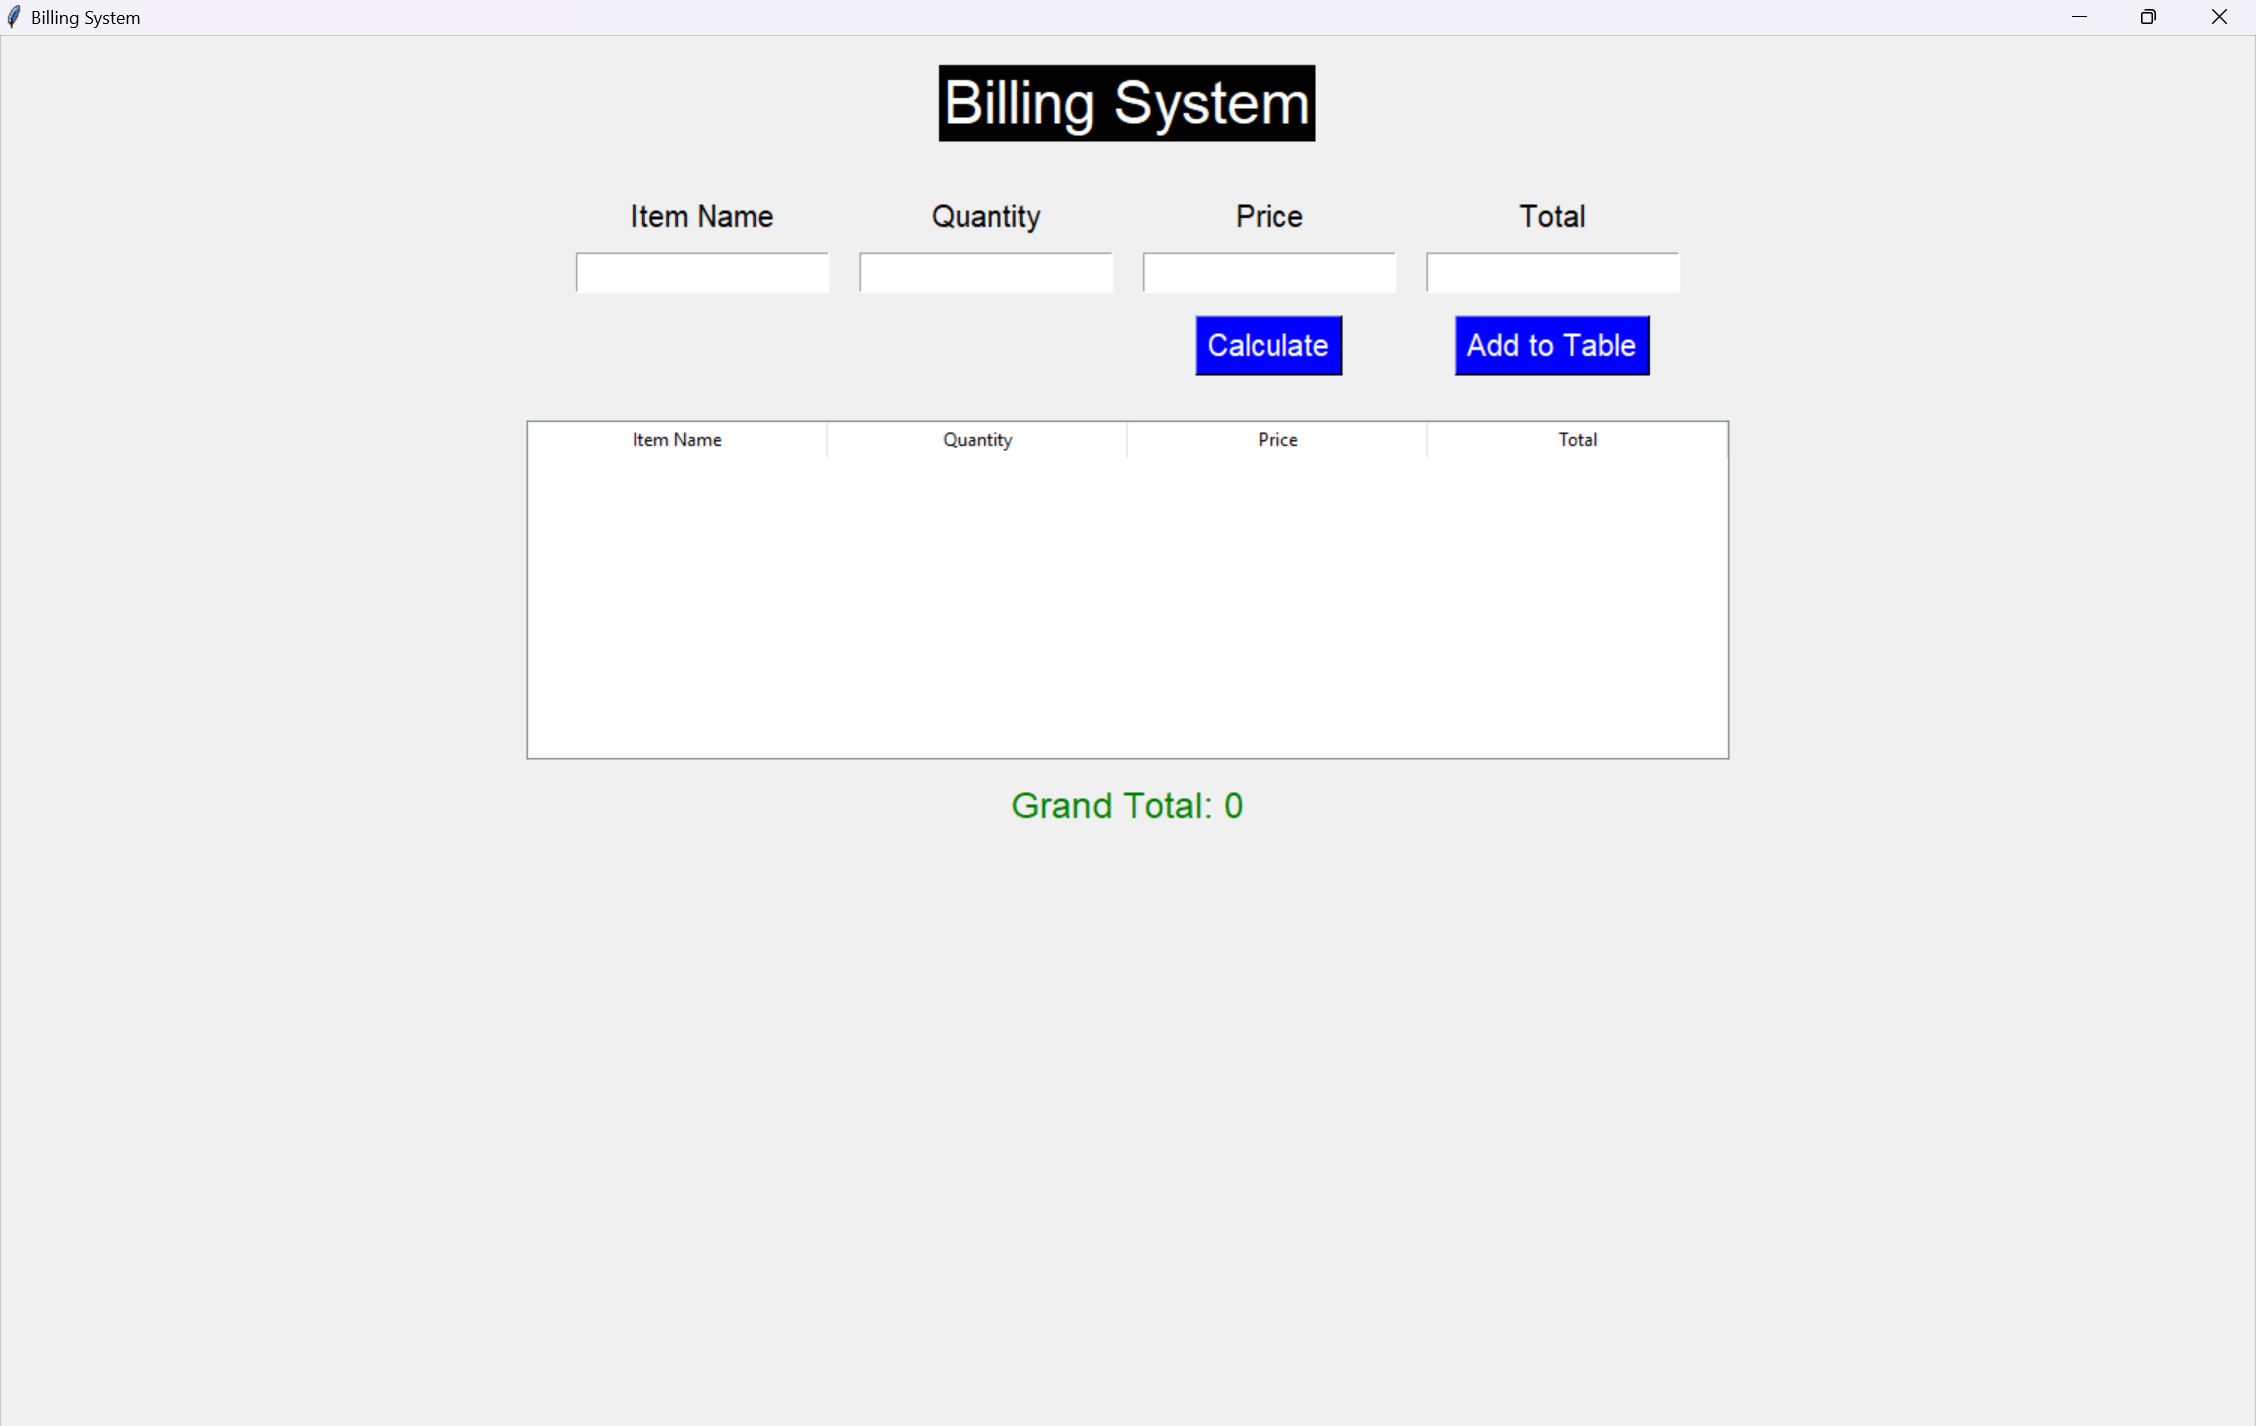 Billing System
Billing System
Item Name Quantity Price Total
Calculate Add to Table
Item Name Quantity Price Total
Grand Total: 0